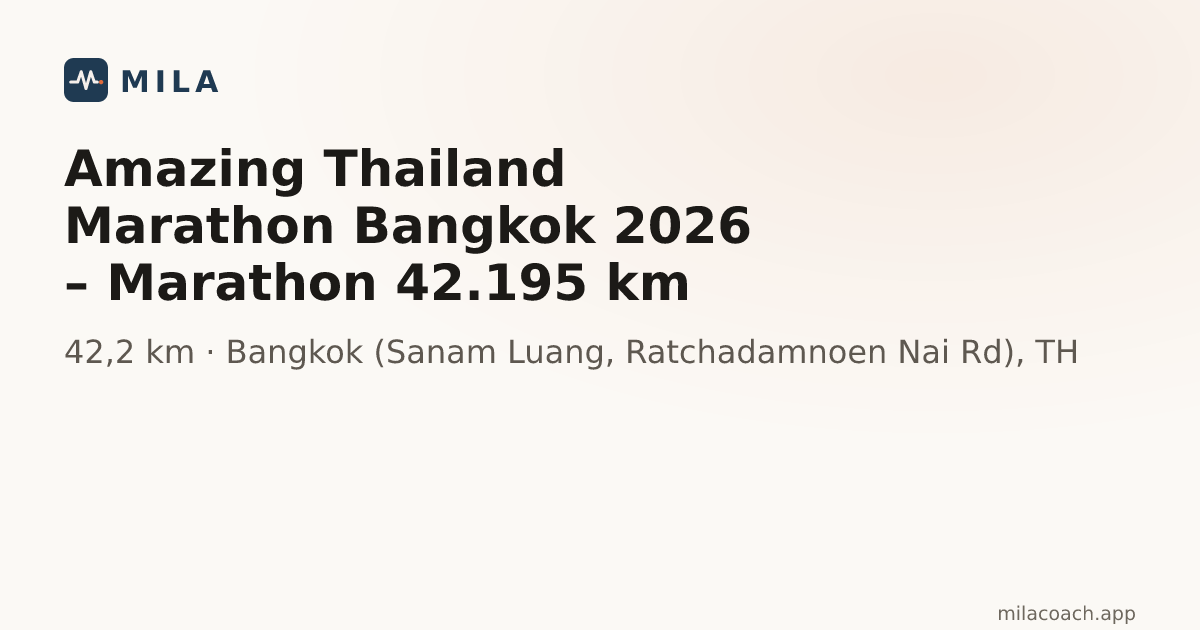 MILA
Amazing Thailand
Marathon Bangkok 2026
– Marathon 42.195 km
42,2 km · Bangkok (Sanam Luang, Ratchadamnoen Nai Rd), TH
milacoach.app